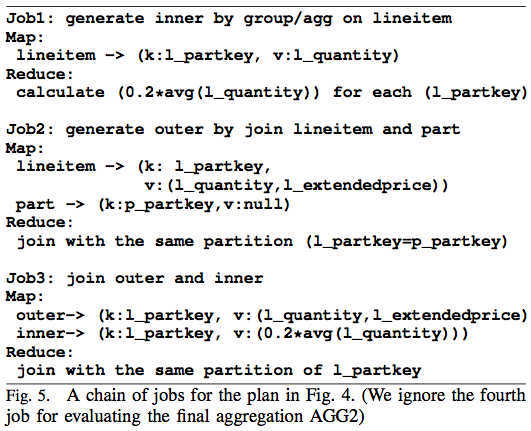 Job1: generate inner by group/agg on lineitem
Map:
lineitem -> (k:l_partkey, v:l_quantity)
Reduce:
calculate (0.2*avg(l_quantity)) for each (l_partkey)
Job2: generate outer by join lineitem and part
Map:
lineitem -> (k: l_partkey,
v:(l_quantity,l_extendedprice))
part -> (k:p_partkey,v:null)
Reduce:
join with the same partition (l_partkey=p_partkey)
Job3: join outer and inner
Map:
outer-> (k:l_partkey, v:(l_quantity,l_extendedprice)
inner-> (k:l_partkey, v:(0.2*avg(l_quantity)))
Reduce:
join with the same partition of l_partkey
Fig. 5. A chain of jobs for the plan in Fig. 4. (We ignore the fourth
job for evaluating the final aggregation AGG2)